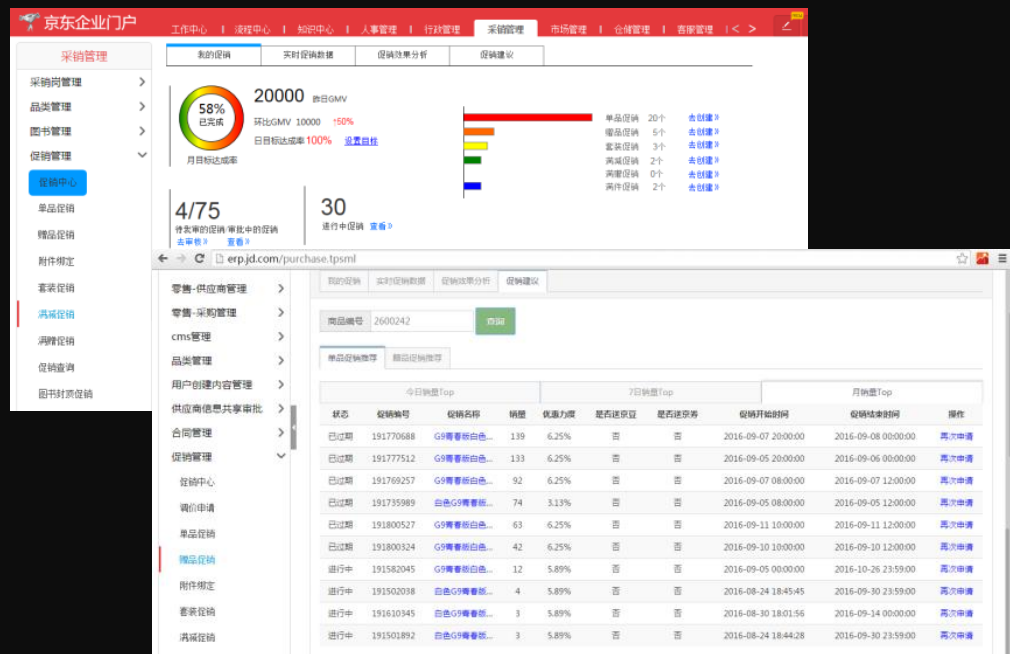 京东企业门户
工作中心 流程中心 知识中心 人事管理 行政管理 采销管理 市场管理 仓储管理 客服管理
采销管理
采销岗管理
品类管理
图书管理
促销管理
促销中心
单品促销
赠品促销
附件绑定
套装促销
满减促销
满赠促销
促销查询
图书封顶促销
我的促销 实时促销数据 促销效果分析 促销建议
58%
已完成
月目标达成率
20000 昨日GMV
环比GMV 10000 ↑50%
日目标达成率100% 设置目标
单品促销 20个 去创建»
赠品促销 5个 去创建»
套装促销 3个 去创建»
满减促销 2个 去创建»
满赠促销 0个 去创建»
满件促销 2个 去创建»
4/75
待我审的促销/审批中的促销
去审核» 查看»
30
进行中促销 查看»
erp.jd.com/purchase.tpsml
零售-供应商管理
零售-采购管理
cms管理
品类管理
用户创建内容管理
供应商信息共享审批
合同管理
促销管理
促销中心
调价申请
单品促销
赠品促销
附件绑定
套装促销
满减促销
我的促销 实时促销数据 促销效果分析 促销建议
商品编号 2600242 查询
单品促销推荐 赠品促销推荐
今日销量Top 7日销量Top 月销量Top
状态 促销编号 促销名称 销量 优惠力度 是否送京豆 是否送京券 促销开始时间 促销结束时间 操作
已过期 191770688 G9青春版白色... 139 6.25% 否 否 2016-09-07 20:00:00 2016-09-08 00:00:00 再次申请
已过期 191777512 G9青春版白色... 133 6.25% 否 否 2016-09-05 20:00:00 2016-09-06 00:00:00 再次申请
已过期 191769257 G9青春版白色... 92 6.25% 否 否 2016-09-07 08:00:00 2016-09-07 12:00:00 再次申请
已过期 191735989 白色G9青春版... 74 3.13% 否 否 2016-09-05 08:00:00 2016-09-05 12:00:00 再次申请
已过期 191800527 G9青春版白色... 63 6.25% 否 否 2016-09-11 10:00:00 2016-09-11 12:00:00 再次申请
已过期 191800324 G9青春版白色... 42 6.25% 否 否 2016-09-10 10:00:00 2016-09-10 12:00:00 再次申请
进行中 191582045 G9青春版白色... 12 5.89% 否 否 2016-09-05 00:00:00 2016-10-26 23:59:00 再次申请
进行中 191502038 白色G9青春版... 4 5.89% 否 否 2016-08-24 18:45:45 2016-09-30 23:59:00 再次申请
进行中 191610345 白色G9青春版... 3 5.89% 否 否 2016-08-30 18:01:56 2016-09-14 00:00:00 再次申请
进行中 191501892 白色G9青春版... 3 5.89% 否 否 2016-08-24 18:44:28 2016-09-30 23:59:00 再次申请